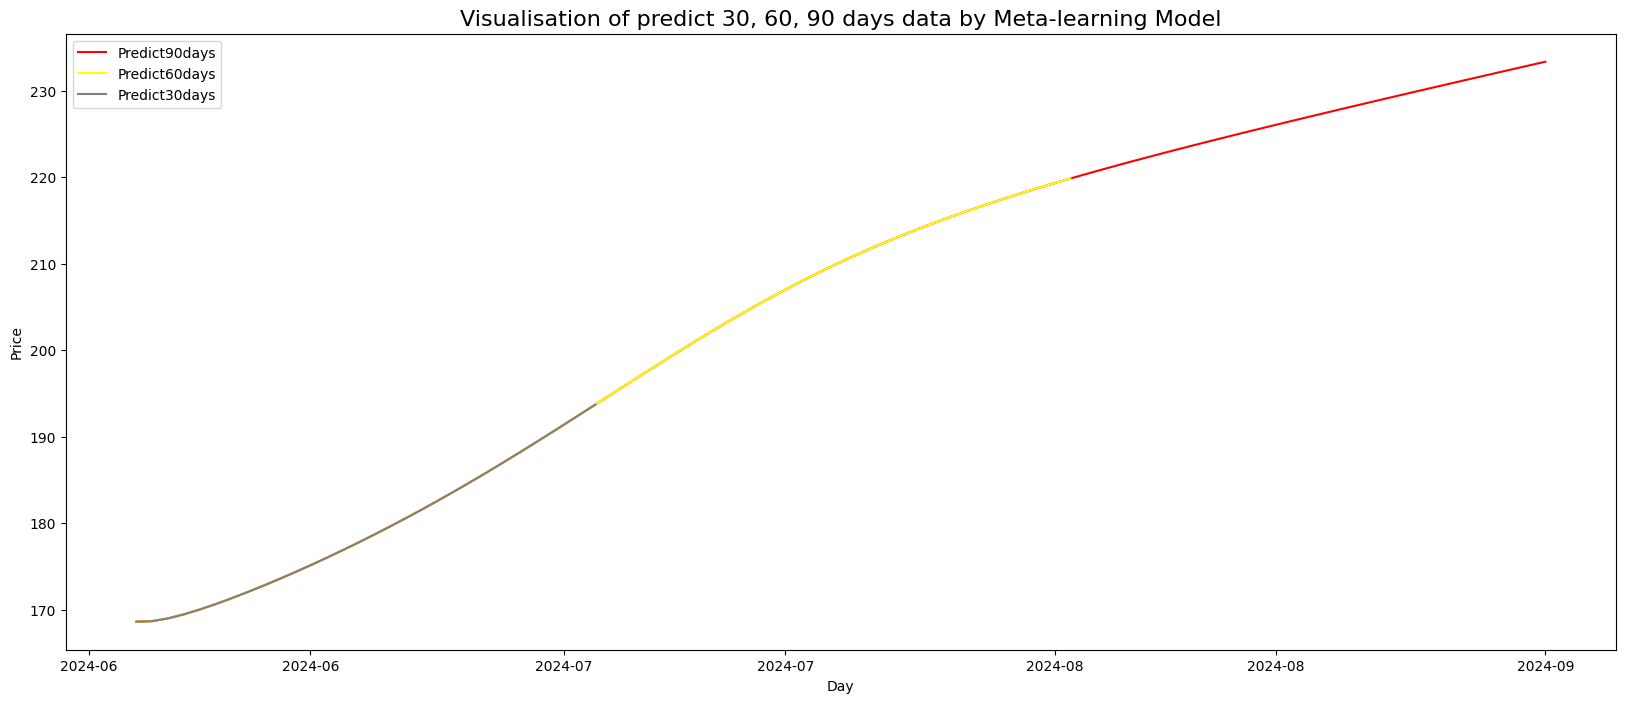 Visualisation of predict 30, 60, 90 days data by Meta-learning Model
Predict90days
Predict60days
Predict30days
230
220
210
200
190
180
170
Price
2024-06 2024-06 2024-07 2024-07 2024-08 2024-08 2024-09
Day